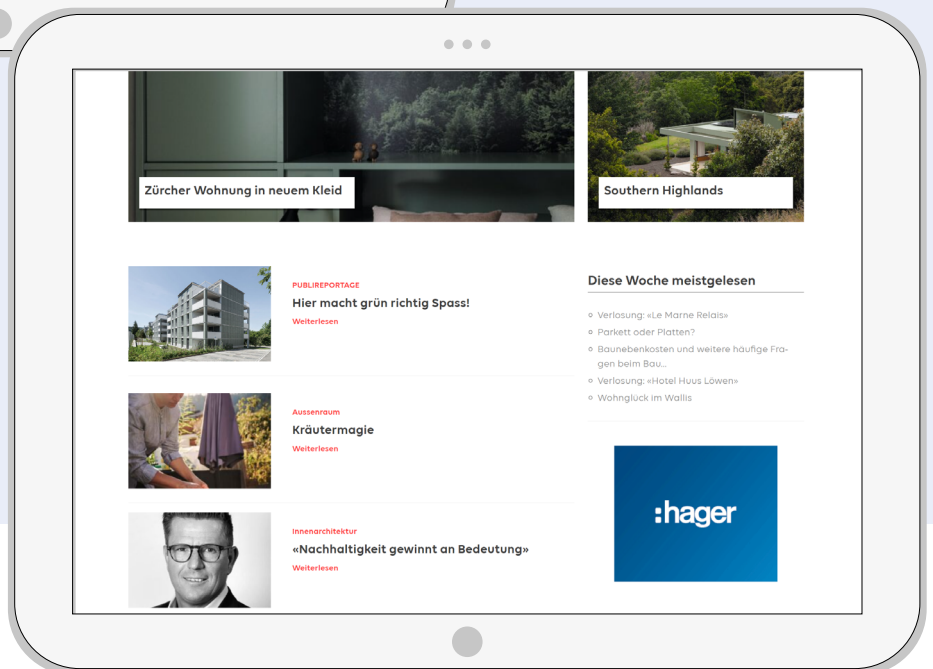 Zürcher Wohnung in neuem Kleid
Southern Highlands
PUBLIREPORTAGE
Hier macht grün richtig Spass!
Weiterlesen
Aussenraum
Kräutermagie
Weiterlesen
Innenarchitektur
«Nachhaltigkeit gewinnt an Bedeutung»
Weiterlesen
Diese Woche meistgelesen
Verlosung: «Le Marne Relais»
Parkett oder Platten?
Baunebenkosten und weitere häufige Fra-
gen beim Bau...
Verlosung: «Hotel Huus Löwen»
Wohnglück im Wallis
:hager